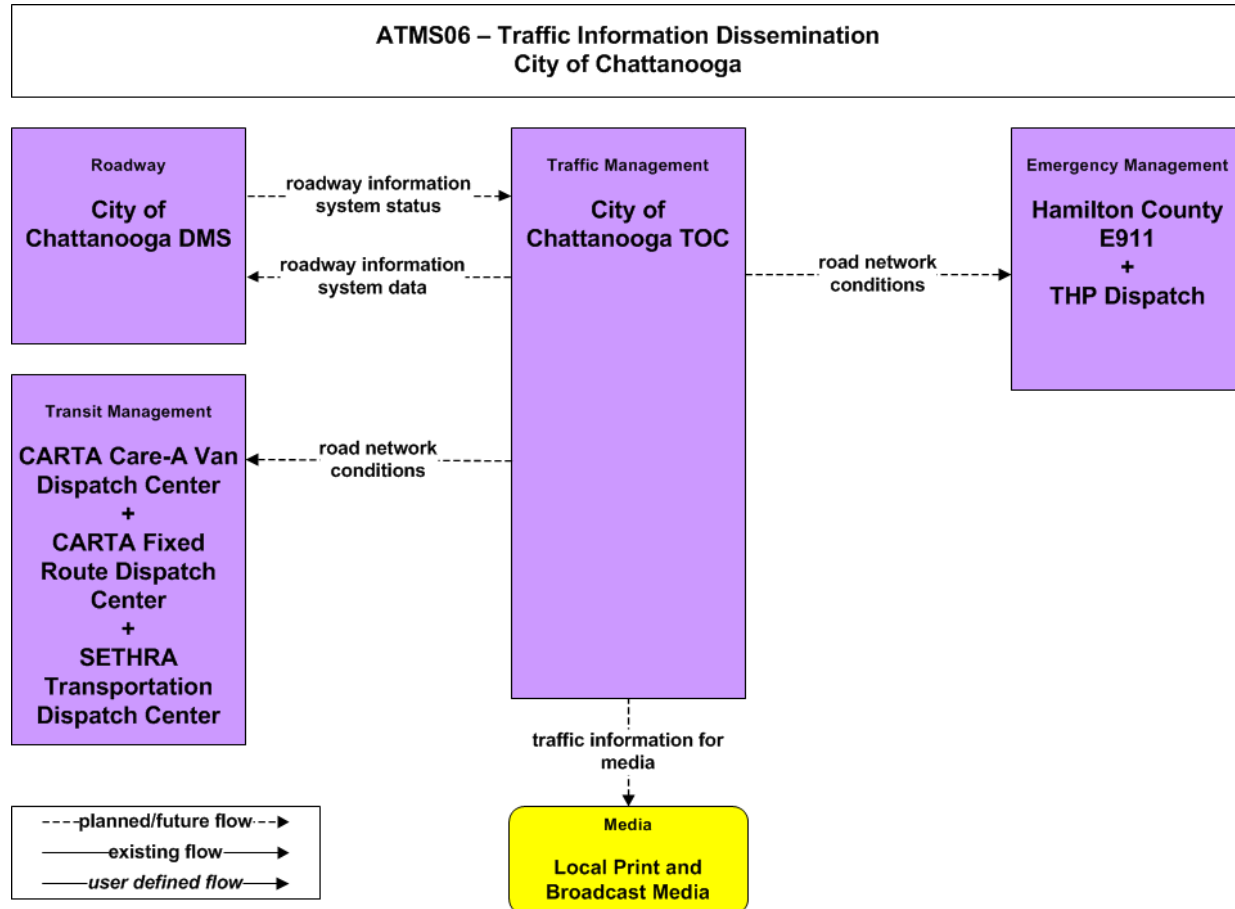 ATMS06 – Traffic Information Dissemination
City of Chattanooga
Roadway
City of
Chattanooga DMS
roadway information
system status
roadway information
system data
Traffic Management
City of
Chattanooga TOC
road network
conditions
Emergency Management
Hamilton County
E911
+
THP Dispatch
Transit Management
CARTA Care-A Van
Dispatch Center
+
CARTA Fixed
Route Dispatch
Center
+
SETHRA
Transportation
Dispatch Center
road network
conditions
traffic information for
media
Media
Local Print and
Broadcast Media
planned/future flow
existing flow
user defined flow